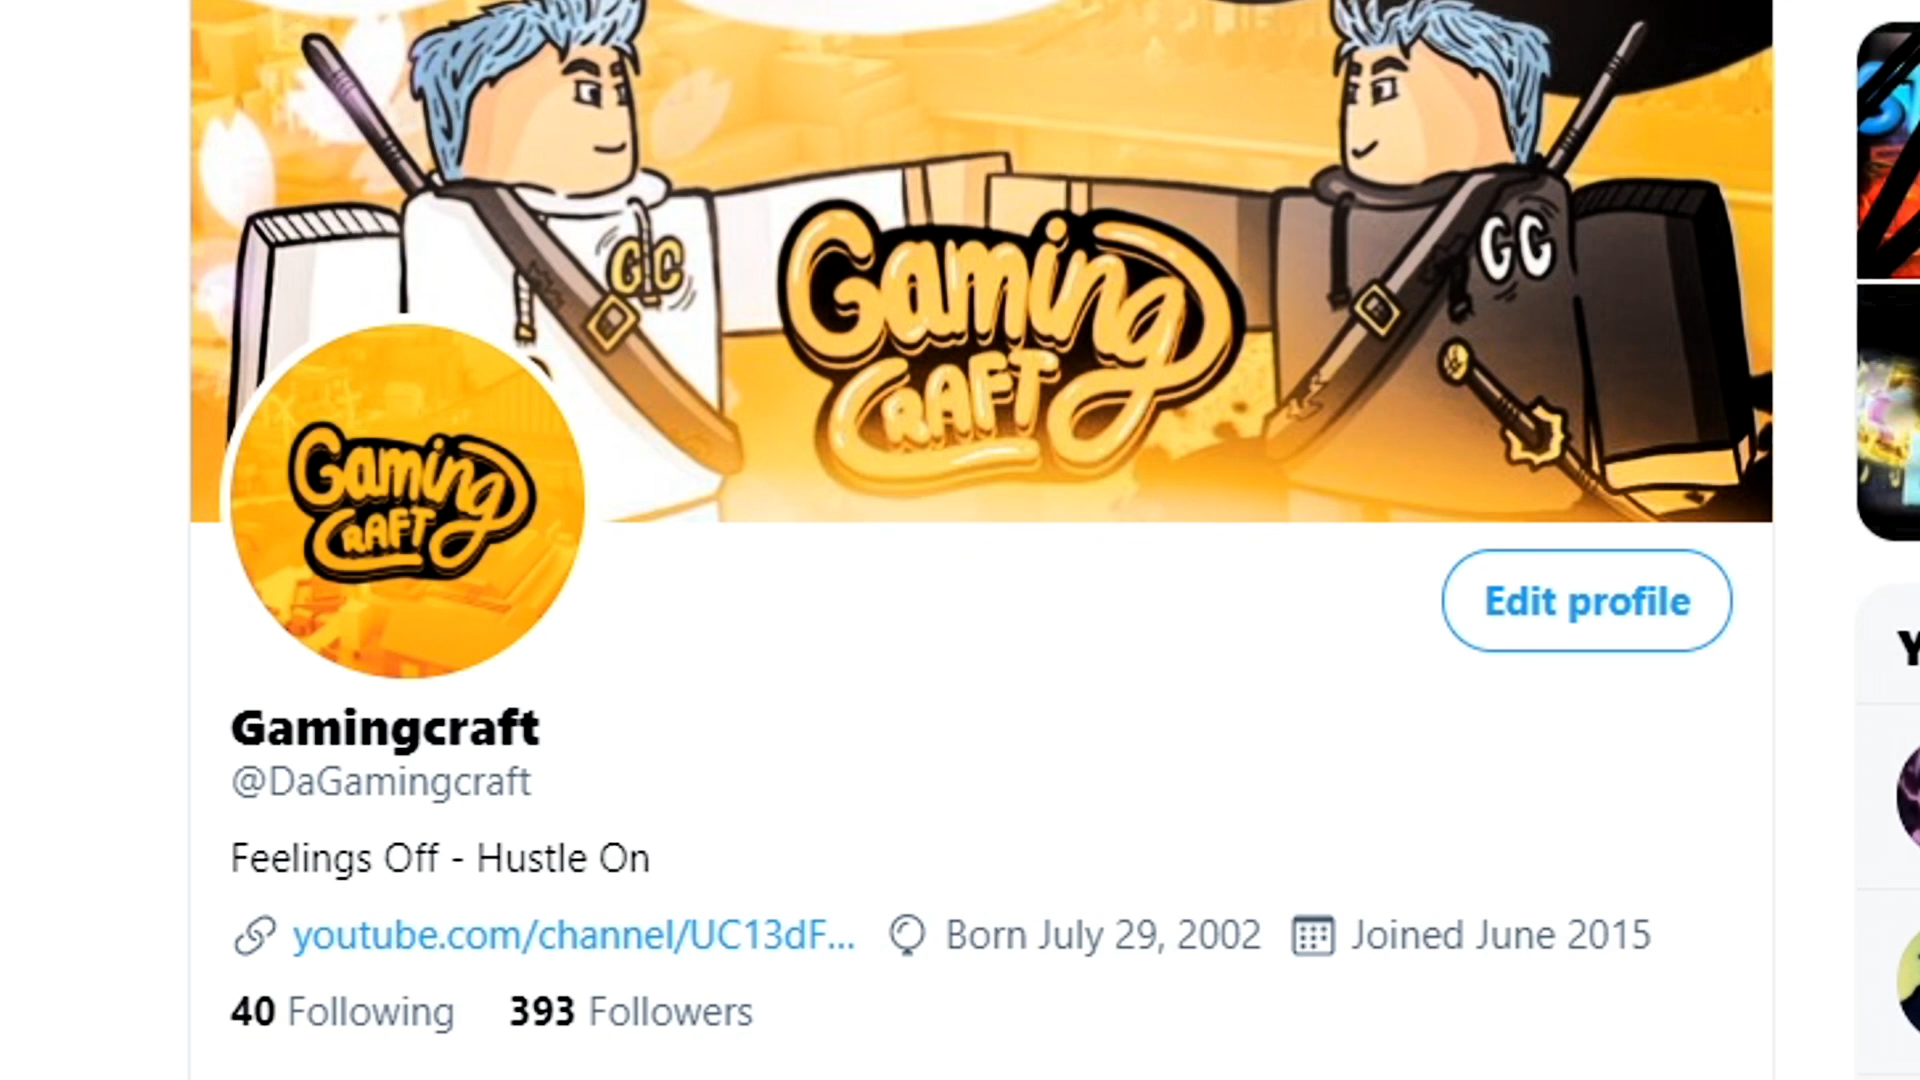 GC
GC
Gaming
CRAFT
Gaming
CRAFT
Edit profile
Gamingcraft
@DaGamingcraft
Feelings Off - Hustle On
youtube.com/channel/UC13dF...
Born July 29, 2002
Joined June 2015
40 Following
393 Followers